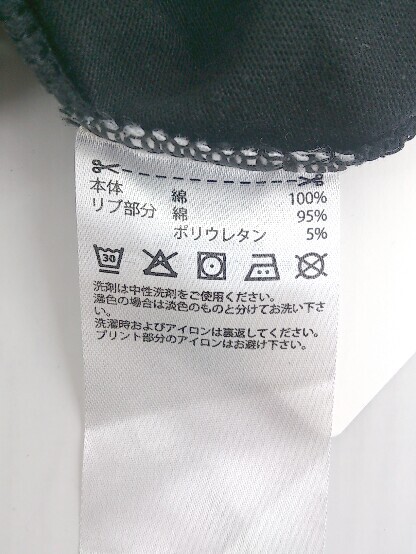 本体 綿 100%
リブ部分 綿 95%
ポリウレタン 5%
30
洗剤は中性洗剤をご使用ください。
濃色の場合は淡色のものと分けてお洗い下さ
い。
洗濯時およびアイロンは裏返してください。
プリント部分のアイロンはお避け下さい。